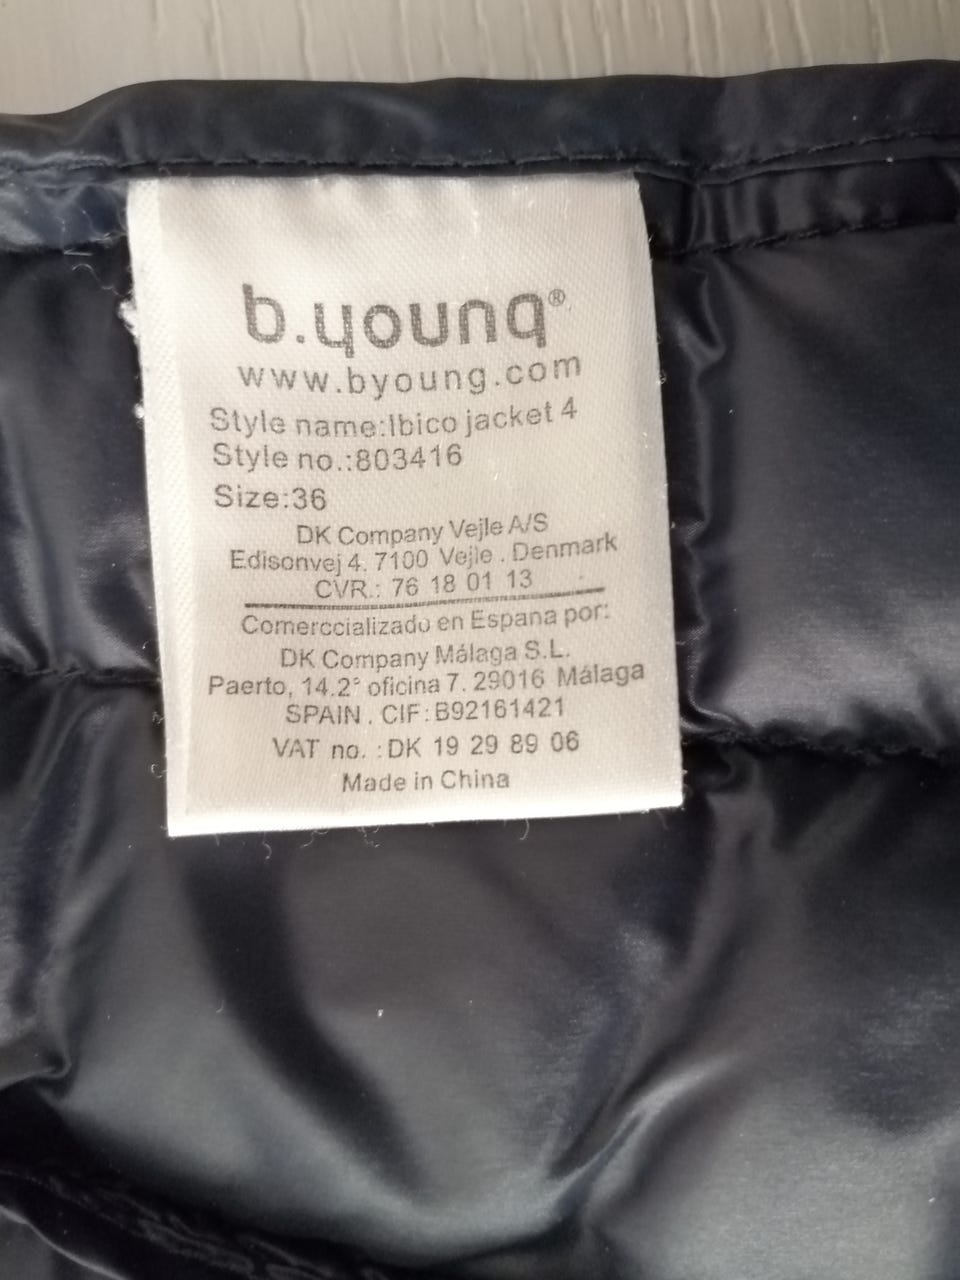 b.young®
www.byoung.com
Style name:Ibico jacket 4
Style no.:803416
Size:36
DK Company Vejle A/S
Edisonvej 4. 7100 Vejle . Denmark
CVR.: 76 18 01 13
Comerccializado en Espana por:
DK Company Málaga S.L.
Paerto, 14.2° oficina 7. 29016 Málaga
SPAIN . CIF:B92161421
VAT no. :DK 19 29 89 06
Made in China